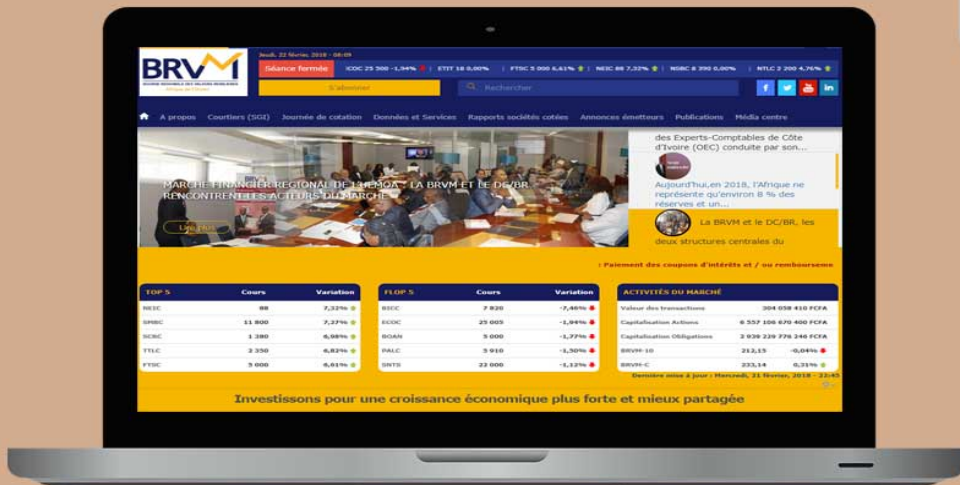 Jeudi, 22 février, 2018 - 08:09
BRVM
BOURSE REGIONALE DES VALEURS MOBILIERES
Afrique de l'Ouest
Séance fermée
COC 25 500 -1,94% | ETIT 18 0,00% | FTSC 5 000 6,61% | NEIC 88 7,32% | NSBC 8 390 0,00% | NTLC 2 200 4,76%
S'abonner
Rechercher
A propos Courtiers (SGI) Journée de cotation Données et Services Rapports sociétés cotées Annonces émetteurs Publications Média centre
MARCHE FINANCIER REGIONAL DE L'UEMOA : LA BRVM ET LE DC/BR
RENCONTRENT LES ACTEURS DU MARCHE
Lire plus
des Experts-Comptables de Côte
d'Ivoire (OEC) conduite par son...
Aujourd'hui,en 2018, l'Afrique ne
représente qu'environ 8 % des
réserves et un...
La BRVM et le DC/BR, les
deux structures centrales du
: Paiement des coupons d'intérêts et / ou rembourseme
TOP 5 Cours Variation
NEIC 88 7,32%
SMBC 11 800 7,27%
SCRC 1 380 6,98%
TTLC 2 350 6,82%
FTSC 5 000 6,61%
FLOP 5 Cours Variation
BICC 7 820 -7,46%
ECOC 25 005 -1,94%
BOAN 5 000 -1,77%
PALC 5 910 -1,50%
SNTS 22 000 -1,12%
ACTIVITÉS DU MARCHÉ
Valeur des transactions 304 058 410 FCFA
Capitalisation Actions 6 557 106 670 400 FCFA
Capitalisation Obligations 2 938 229 778 246 FCFA
BRVM-10 212,15 -0,04%
BRVM-C 233,14 0,31%
Dernière mise à jour : Mercredi, 21 février, 2018 - 22:45
Investissons pour une croissance économique plus forte et mieux partagée